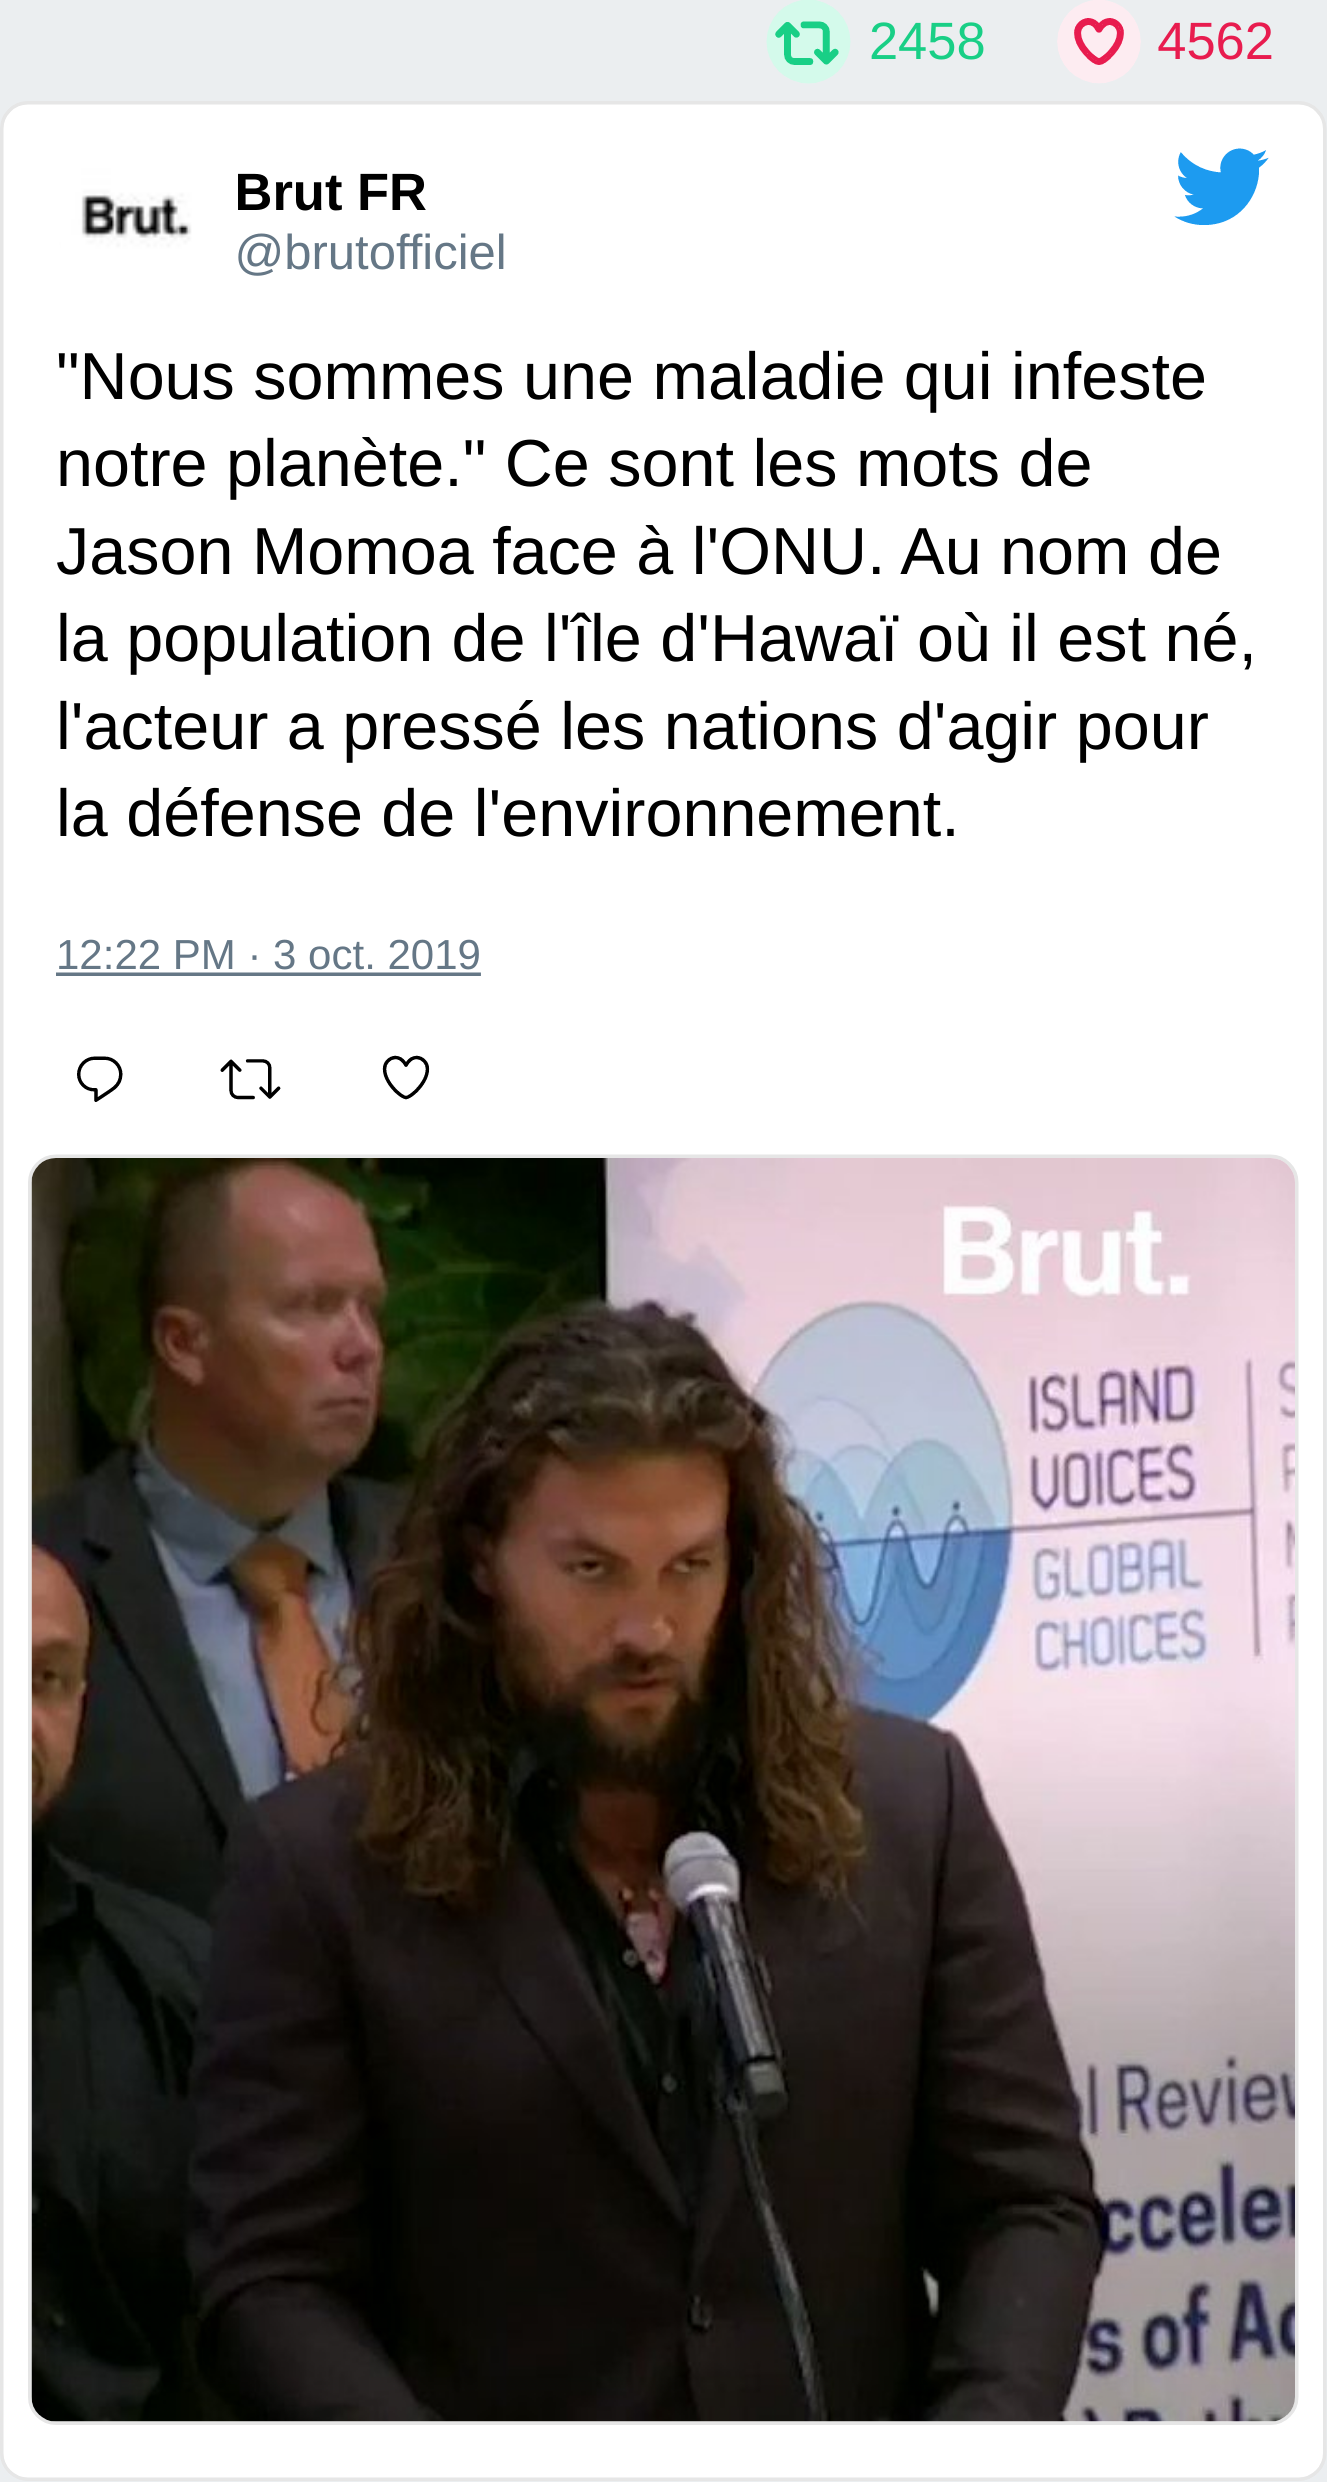 2458 4562
Brut.
Brut FR
@brutofficiel
"Nous sommes une maladie qui infeste
notre planète." Ce sont les mots de
Jason Momoa face à l'ONU. Au nom de
la population de l'île d'Hawaï où il est né,
l'acteur a pressé les nations d'agir pour
la défense de l'environnement.
12:22 PM · 3 oct. 2019
Brut.
ISLAND
VOICES
GLOBAL
CHOICES
l Review
s of Ac